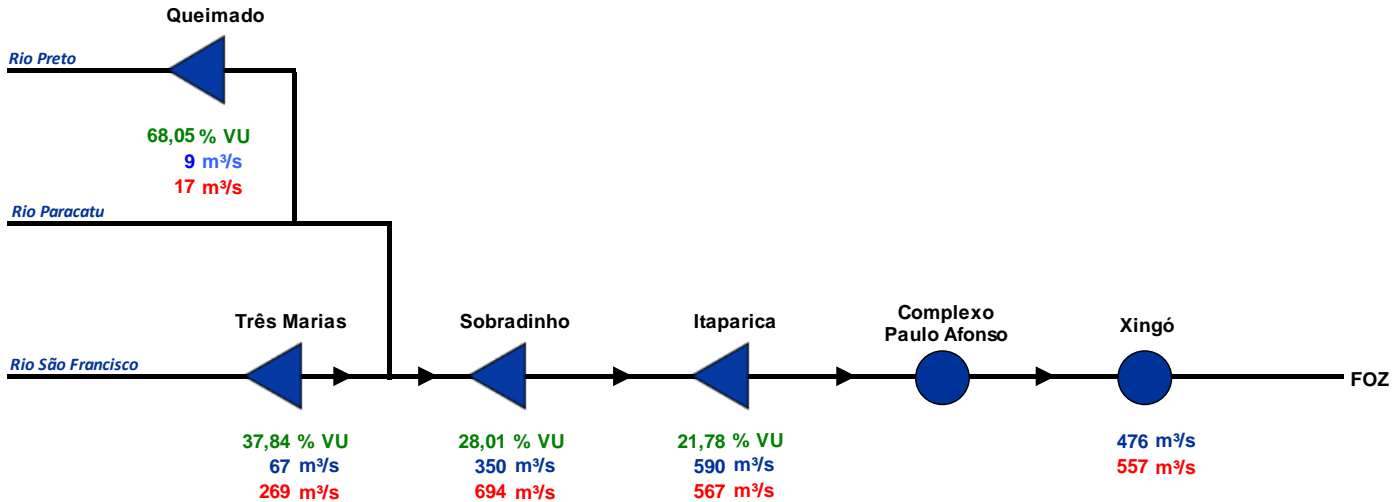 Queimado
Rio Preto
68,05 % VU
9 m³/s
17 m³/s
Rio Paracatu
Três Marias
Sobradinho
Itaparica
Complexo
Paulo Afonso
Xingó
Rio São Francisco
FOZ
37,84 % VU
67 m³/s
269 m³/s
28,01 % VU
350 m³/s
694 m³/s
21,78 % VU
590 m³/s
567 m³/s
476 m³/s
557 m³/s